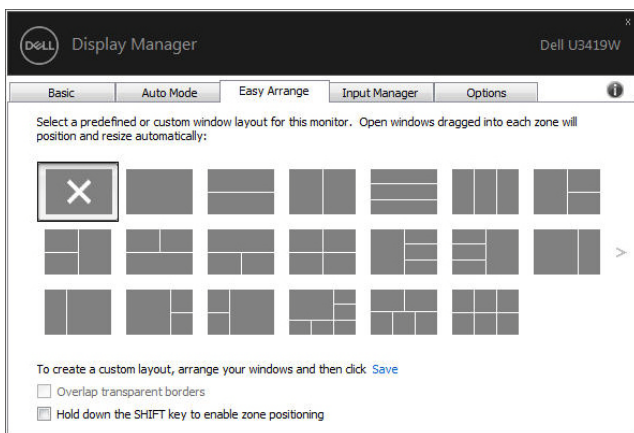 DELL Display Manager
x
Dell U3419W
Basic Auto Mode Easy Arrange Input Manager Options i
Select a predefined or custom window layout for this monitor. Open windows dragged into each zone will
position and resize automatically:
>
To create a custom layout, arrange your windows and then click Save
Overlap transparent borders
Hold down the SHIFT key to enable zone positioning